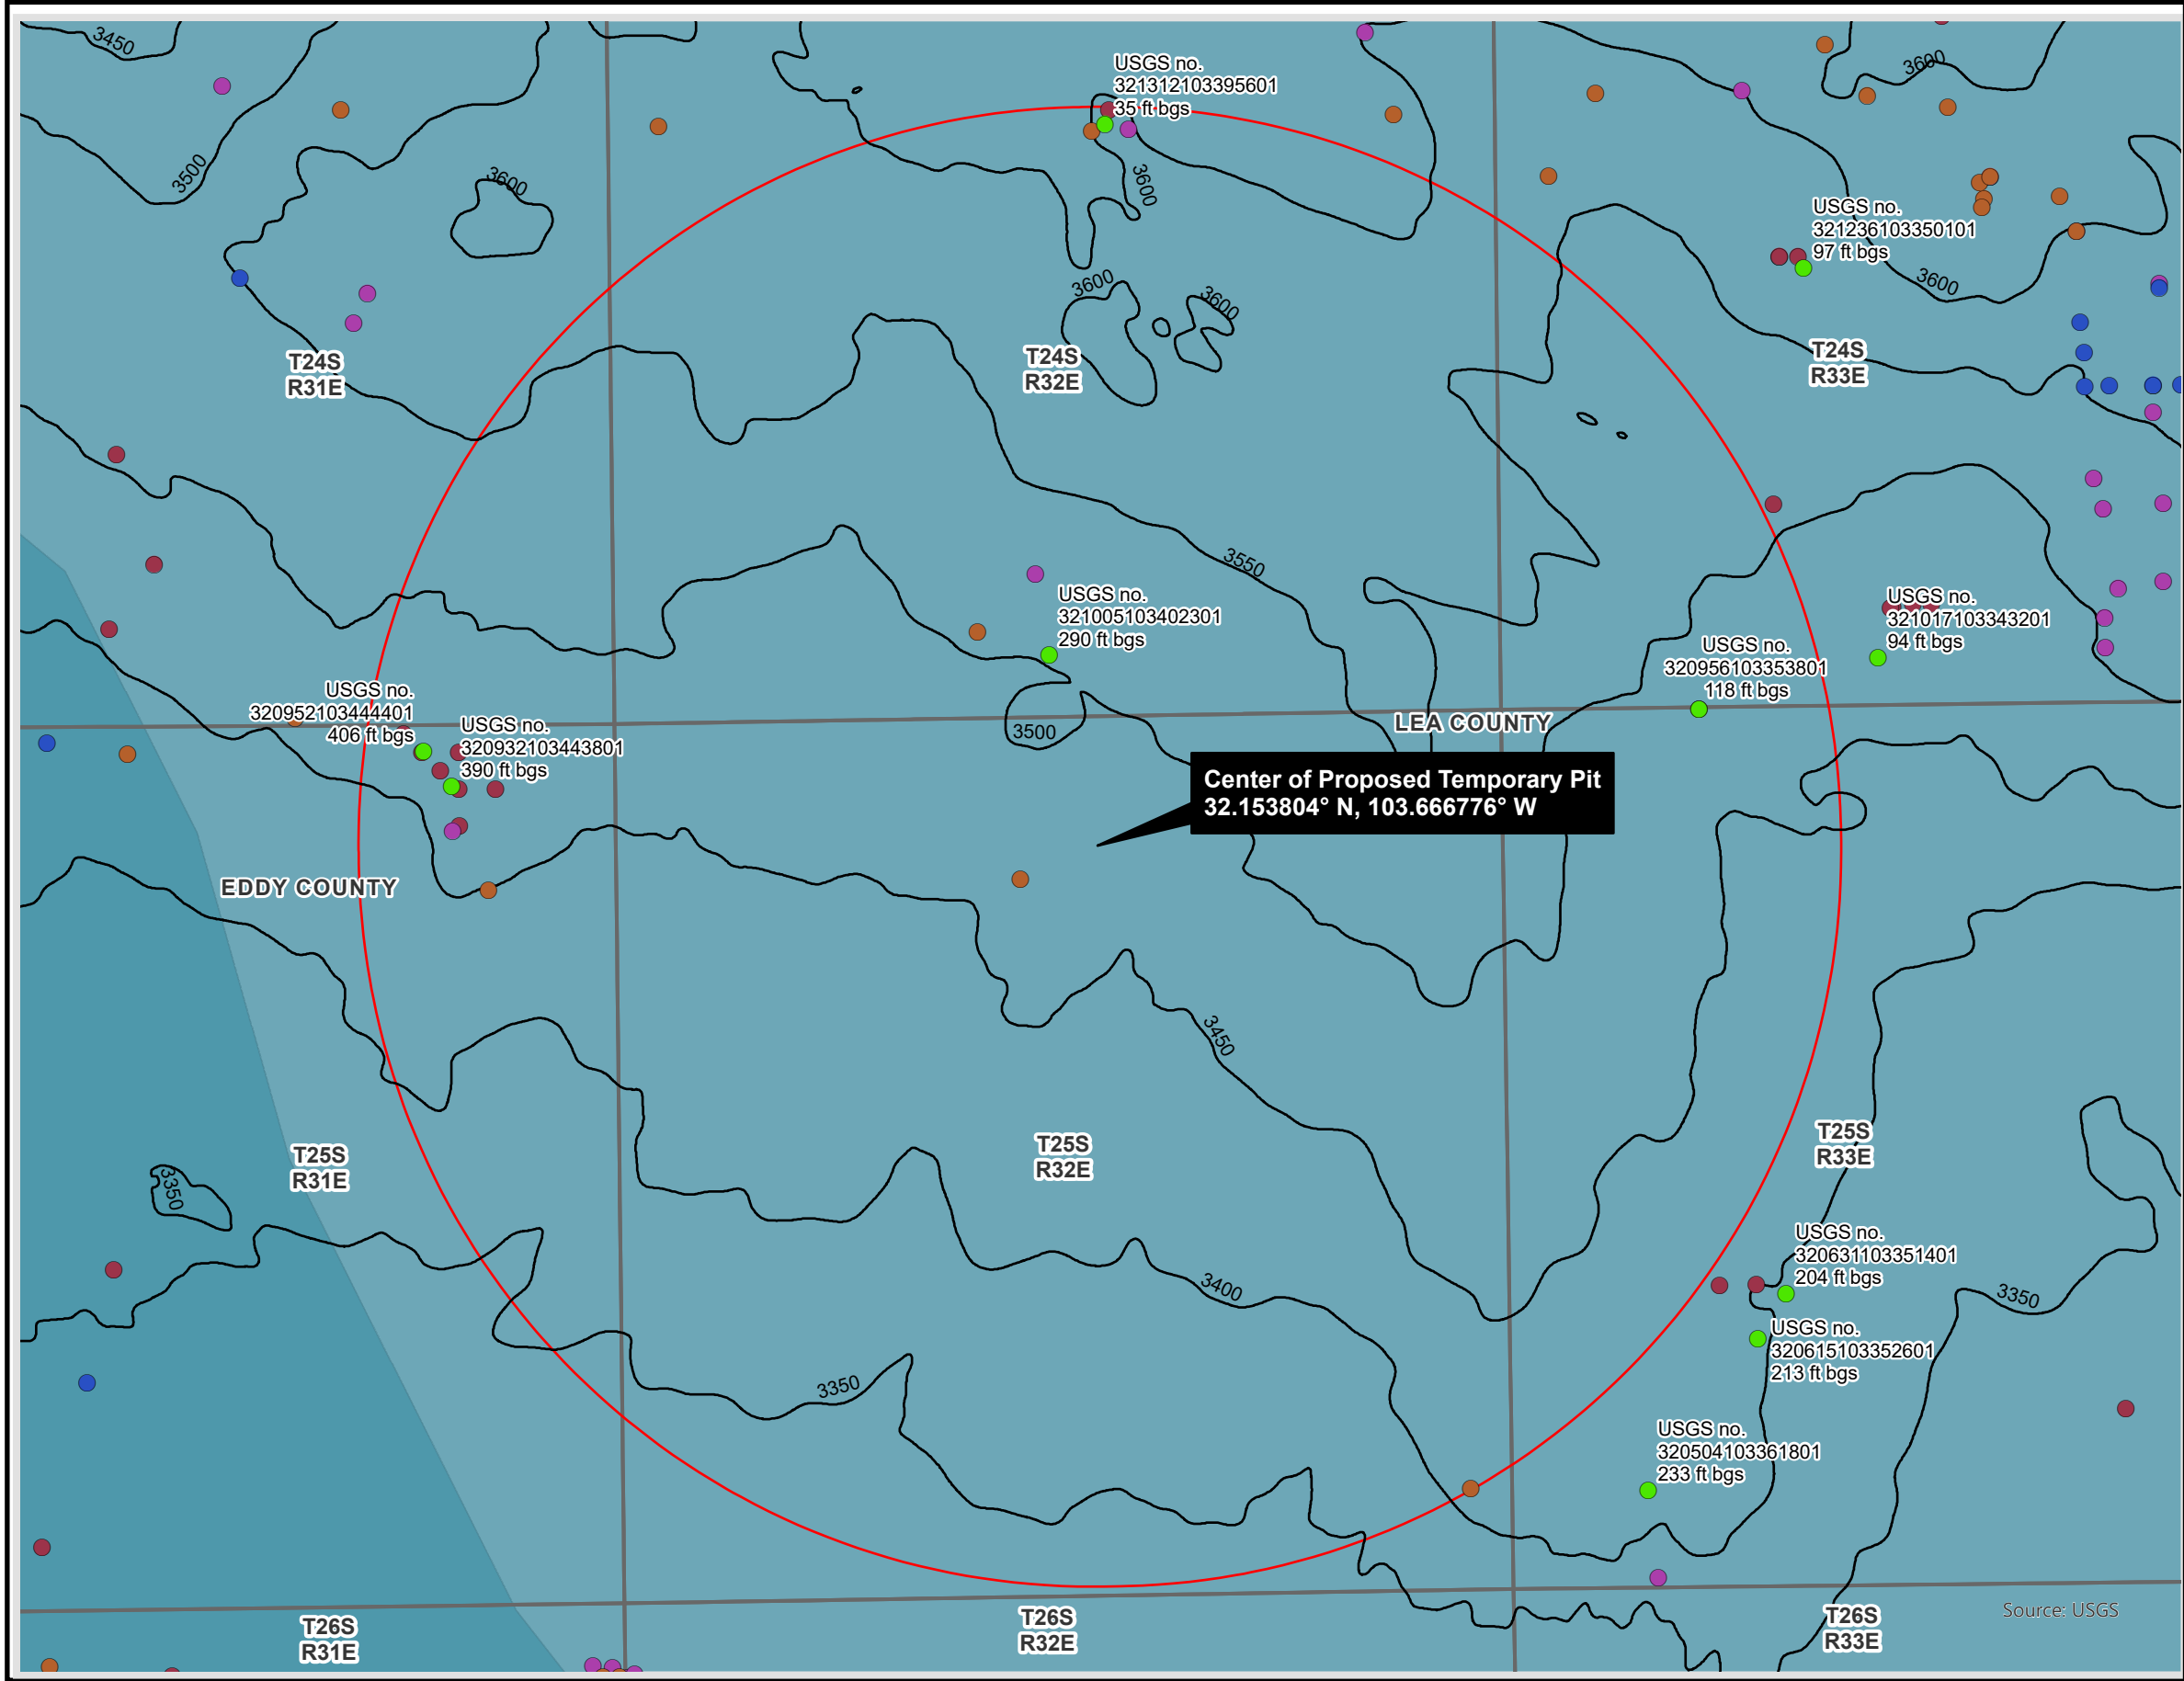 3450
USGS no.
321312103395601
35 ft bgs
3600
3500
3600
3600
USGS no.
321236103350101
97 ft bgs
3600
3600
3600
T24S
R31E
T24S
R32E
T24S
R33E
3550
USGS no.
321005103402301
290 ft bgs
USGS no.
321017103343201
94 ft bgs
USGS no.
320956103353801
118 ft bgs
USGS no.
320952103444401
406 ft bgs
USGS no.
320932103443801
390 ft bgs
3500
LEA COUNTY
Center of Proposed Temporary Pit
32.153804° N, 103.666776° W
EDDY COUNTY
3450
T25S
R31E
T25S
R32E
T25S
R33E
3350
USGS no.
320631103351401
204 ft bgs
3400
3350
USGS no.
320615103352601
213 ft bgs
3350
USGS no.
320504103361801
233 ft bgs
T26S
R31E
T26S
R32E
T26S
R33E
Source: USGS